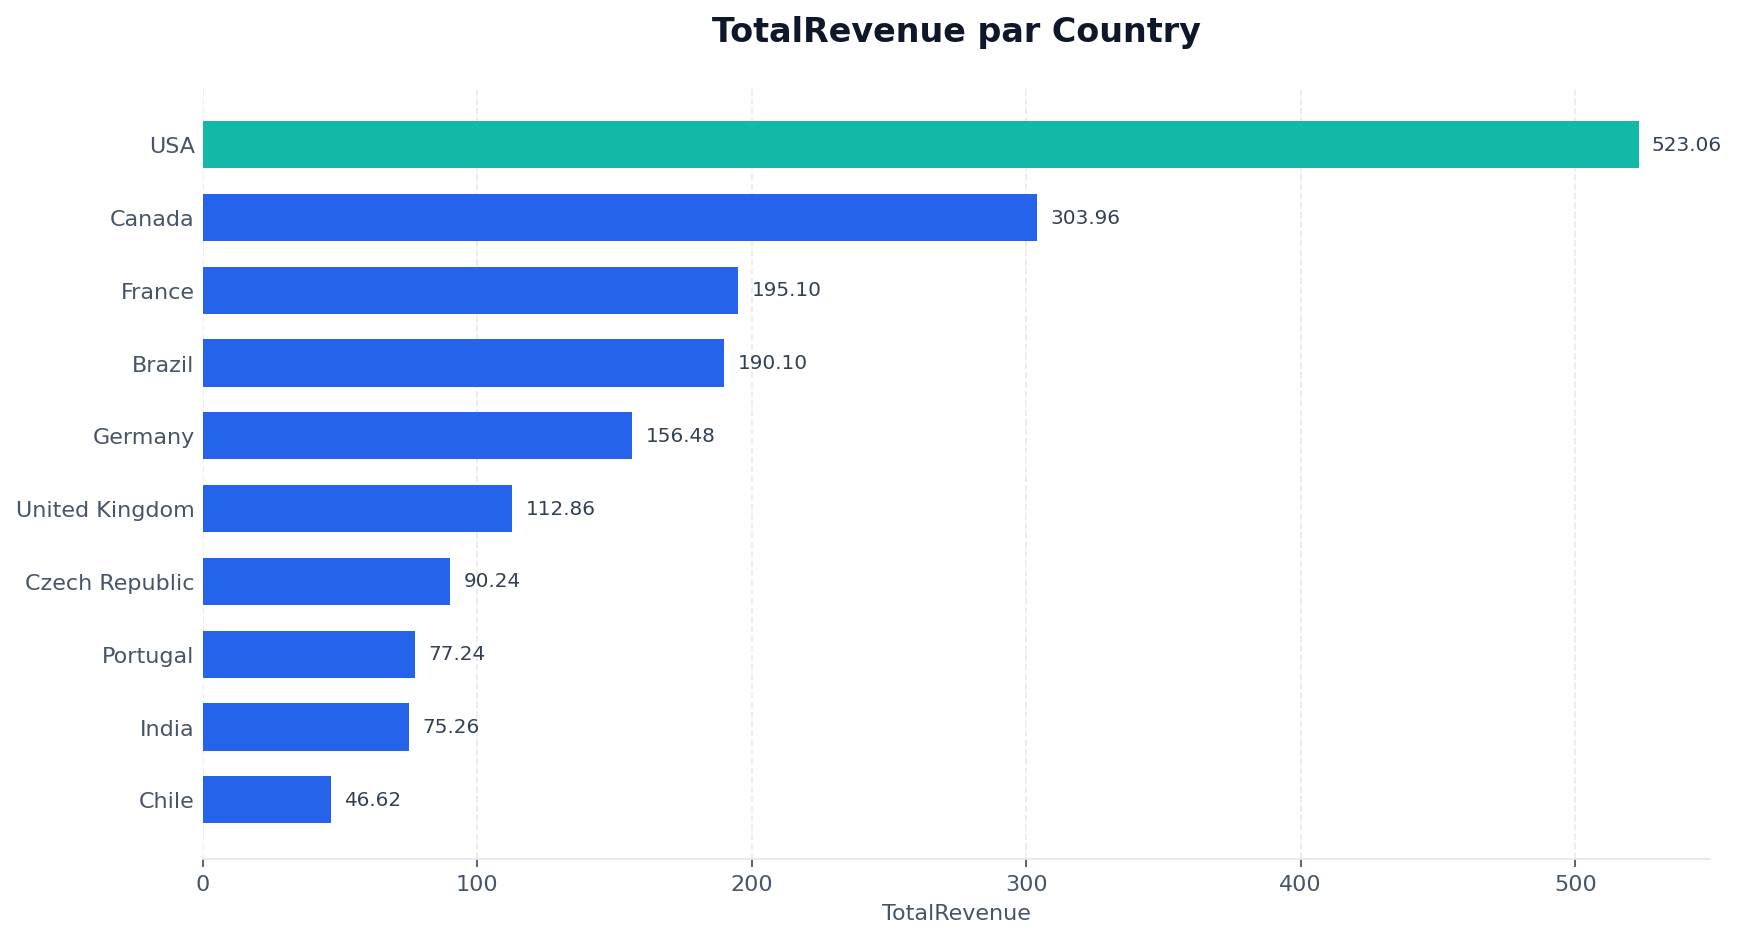 TotalRevenue par Country
USA 523.06
Canada 303.96
France 195.10
Brazil 190.10
Germany 156.48
United Kingdom 112.86
Czech Republic 90.24
Portugal 77.24
India 75.26
Chile 46.62
0 100 200 300 400 500
TotalRevenue